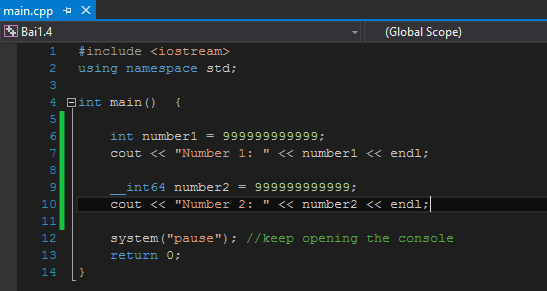 main.cpp
Bai1.4 (Global Scope)
1 #include <iostream>
2 using namespace std;
3
4 int main()  {
5
6 int number1 = 999999999999;
7 cout << "Number 1: " << number1 << endl;
8
9 __int64 number2 = 999999999999;
10 cout << "Number 2: " << number2 << endl;
11
12 system("pause"); //keep opening the console
13 return 0;
14 }